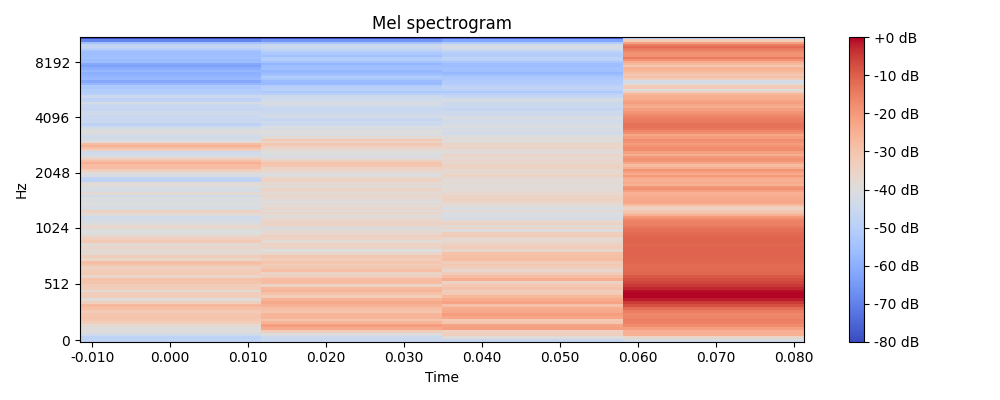 Mel spectrogram
Hz
8192
4096
2048
1024
512
0
-0.010 0.000 0.010 0.020 0.030 0.040 0.050 0.060 0.070 0.080
Time
+0 dB
-10 dB
-20 dB
-30 dB
-40 dB
-50 dB
-60 dB
-70 dB
-80 dB